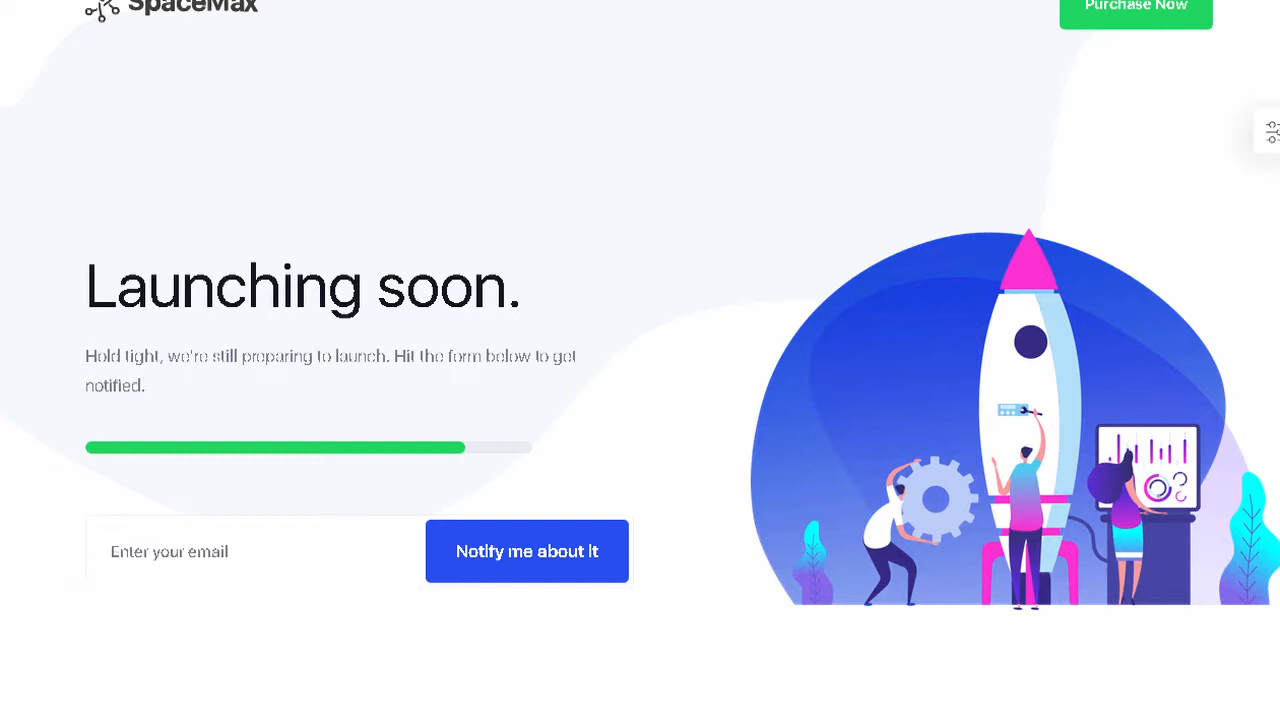 SpaceMax
Purchase Now
Launching soon.
Hold tight, we're still preparing to launch. Hit the form below to get
notified.
Enter your email
Notify me about it